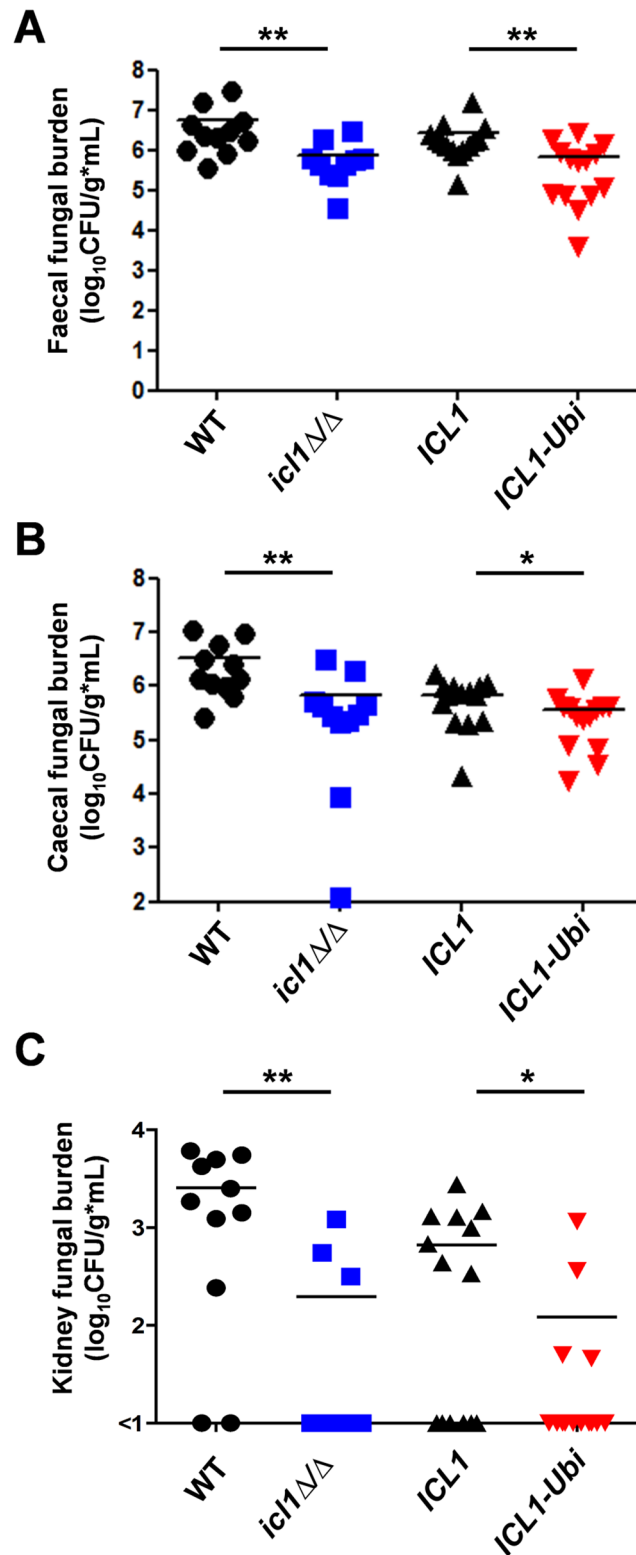 A
** **
Faecal fungal burden
(log₁₀CFU/g*mL)
8
7
6
5
4
3
2
1
0
WT icl1Δ/Δ ICL1 ICL1-Ubi
B
** *
Caecal fungal burden
(log₁₀CFU/g*mL)
8
7
6
5
4
3
2
WT icl1Δ/Δ ICL1 ICL1-Ubi
C
** *
Kidney fungal burden
(log₁₀CFU/g*mL)
4
3
2
<1
WT icl1Δ/Δ ICL1 ICL1-Ubi